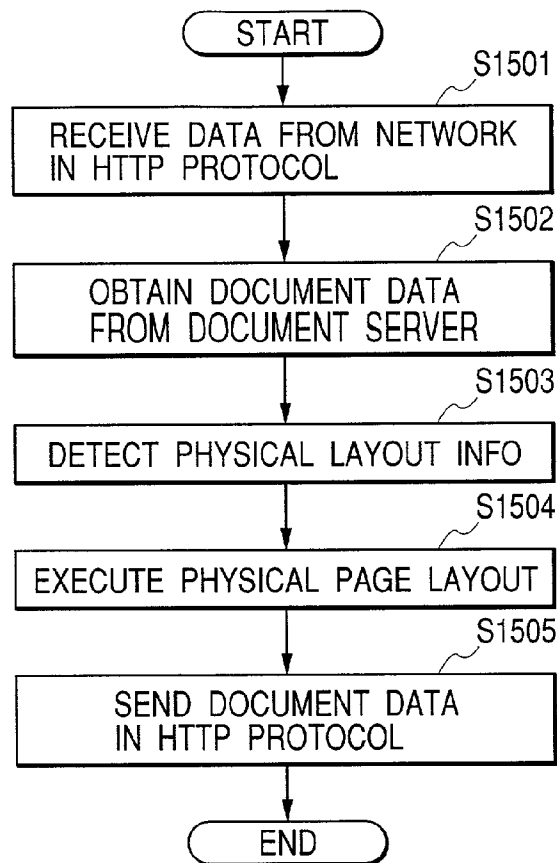 START
S1501
RECEIVE DATA FROM NETWORK
IN HTTP PROTOCOL
S1502
OBTAIN DOCUMENT DATA
FROM DOCUMENT SERVER
S1503
DETECT PHYSICAL LAYOUT INFO
S1504
EXECUTE PHYSICAL PAGE LAYOUT
S1505
SEND DOCUMENT DATA
IN HTTP PROTOCOL
END